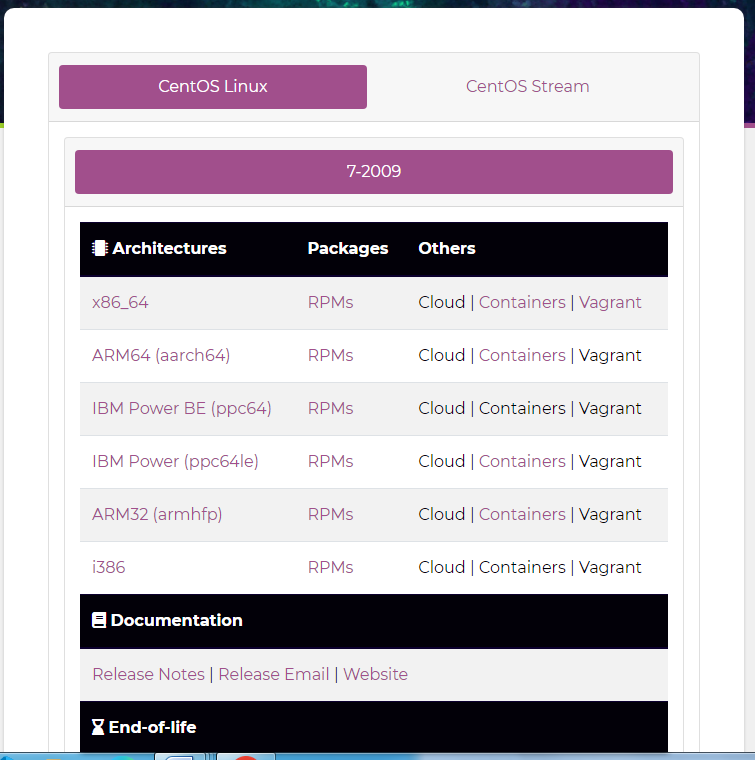 CentOS Linux CentOS Stream
7-2009
Architectures Packages Others
x86_64 RPMs Cloud | Containers | Vagrant
ARM64 (aarch64) RPMs Cloud | Containers | Vagrant
IBM Power BE (ppc64) RPMs Cloud | Containers | Vagrant
IBM Power (ppc64le) RPMs Cloud | Containers | Vagrant
ARM32 (armhfp) RPMs Cloud | Containers | Vagrant
i386 RPMs Cloud | Containers | Vagrant
Documentation
Release Notes | Release Email | Website
End-of-life